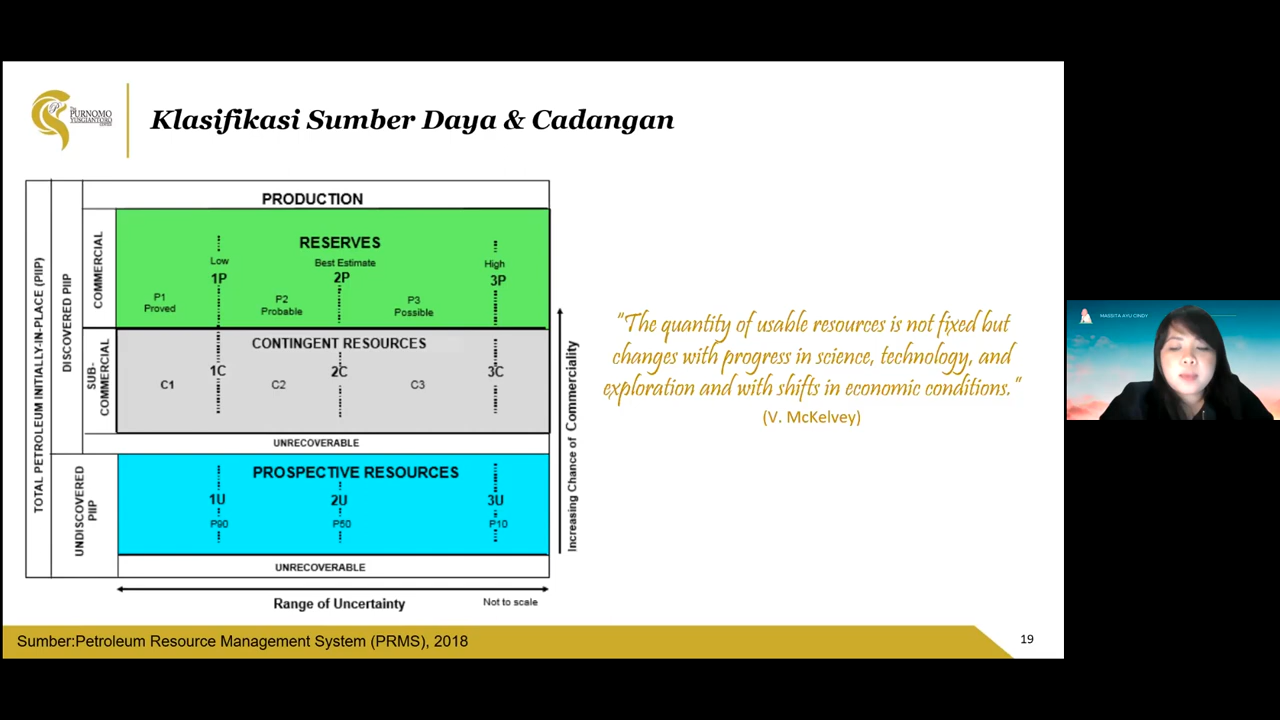 The
PURNOMO
YUSGIANTORO
CENTER
Klasifikasi Sumber Daya & Cadangan
TOTAL PETROLEUM INITIALLY-IN-PLACE (PIIP)
DISCOVERED PIIP
UNDISCOVERED
PIIP
COMMERCIAL
SUB-
COMMERCIAL
PRODUCTION
RESERVES
Low
Best Estimate
High
1P
2P
3P
P1
Proved
P2
Probable
P3
Possible
CONTINGENT RESOURCES
1C
2C
3C
C1
C2
C3
UNRECOVERABLE
PROSPECTIVE RESOURCES
1U
2U
3U
P90
P50
P10
UNRECOVERABLE
Range of Uncertainty
Not to scale
Increasing Chance of Commerciality
"The quantity of usable resources is not fixed but
changes with progress in science, technology, and
exploration and with shifts in economic conditions."
(V. McKelvey)
MASSITA AYU CINDY
Sumber:Petroleum Resource Management System (PRMS), 2018
19